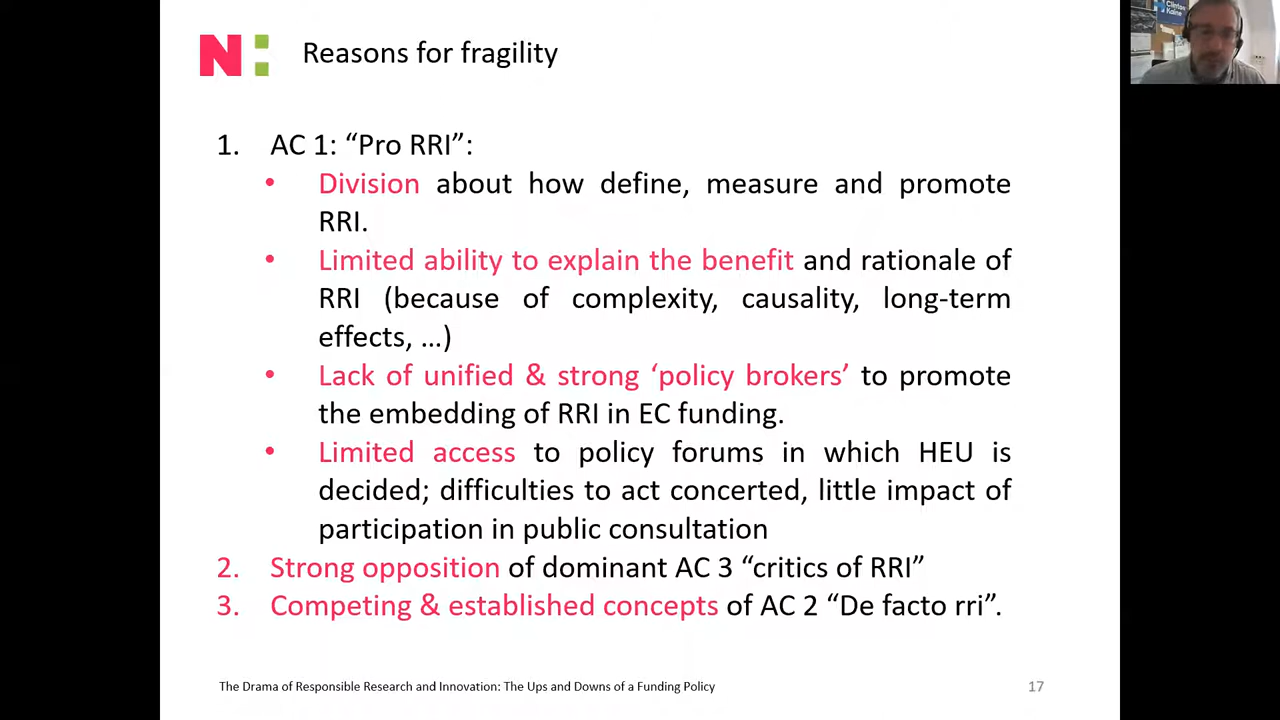 Clinton
Kaine
N:
Reasons for fragility
1. AC 1: “Pro RRI”:
• Division about how define, measure and promote
RRI.
• Limited ability to explain the benefit and rationale of
RRI (because of complexity, causality, long-term
effects, …)
• Lack of unified & strong ‘policy brokers’ to promote
the embedding of RRI in EC funding.
• Limited access to policy forums in which HEU is
decided; difficulties to act concerted, little impact of
participation in public consultation
2. Strong opposition of dominant AC 3 “critics of RRI”
3. Competing & established concepts of AC 2 “De facto rri”.
The Drama of Responsible Research and Innovation: The Ups and Downs of a Funding Policy
17